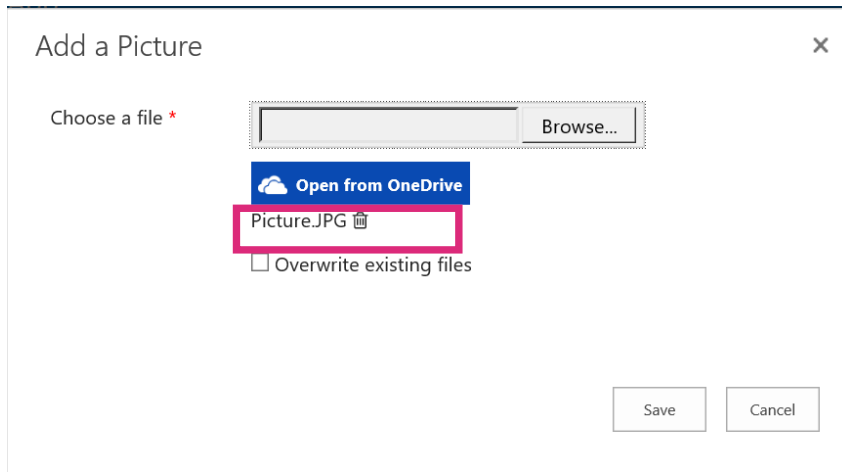 Add a Picture
Choose a file *
Browse...
Open from OneDrive
Picture.JPG
Overwrite existing files
Save
Cancel